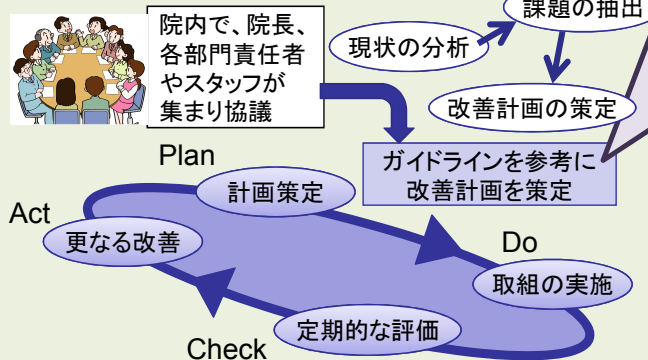 院内で、院長、
各部門責任者
やスタッフが
集まり協議
課題の抽出
現状の分析
改善計画の策定
ガイドラインを参考に
改善計画を策定
Plan
計画策定
Act
更なる改善
Do
取組の実施
定期的な評価
Check